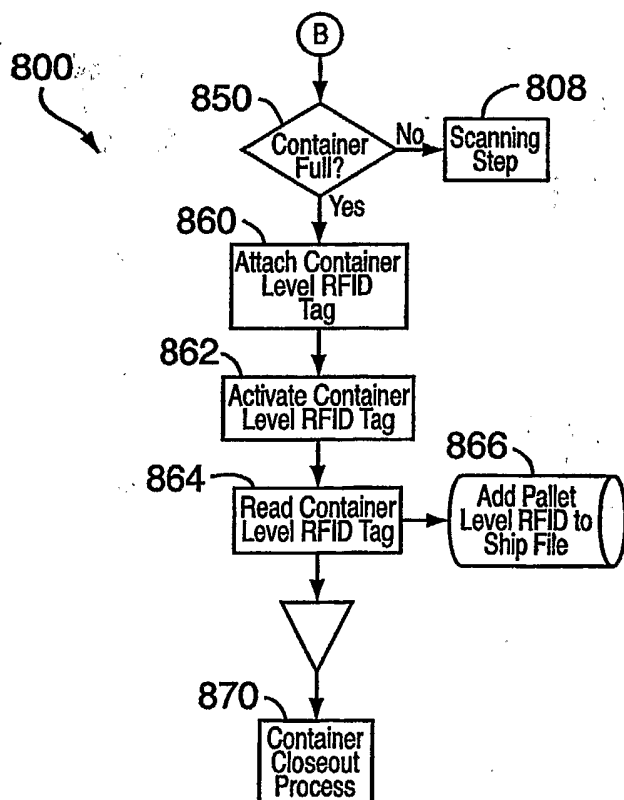 B
800
850
808
Container
Full?
No
Scanning
Step
Yes
860
Attach Container
Level RFID
Tag
862
Activate Container
Level RFID Tag
864
866
Read Container
Level RFID Tag
Add Pallet
Level RFID to
Ship File
870
Container
Closeout
Process